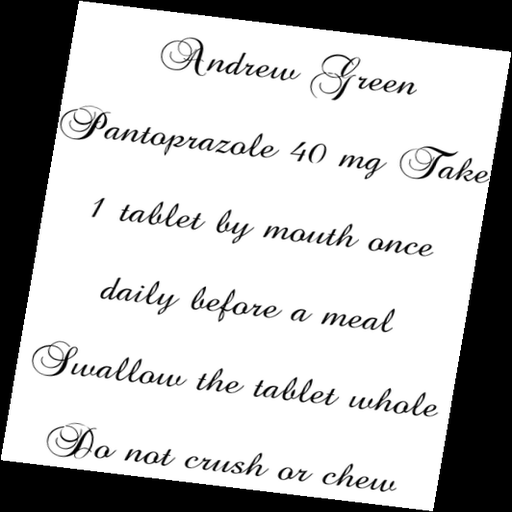 Andrew Green
Pantoprazole 40 mg Take
1 tablet by mouth once
daily before a meal
Swallow the tablet whole
Do not crush or chew